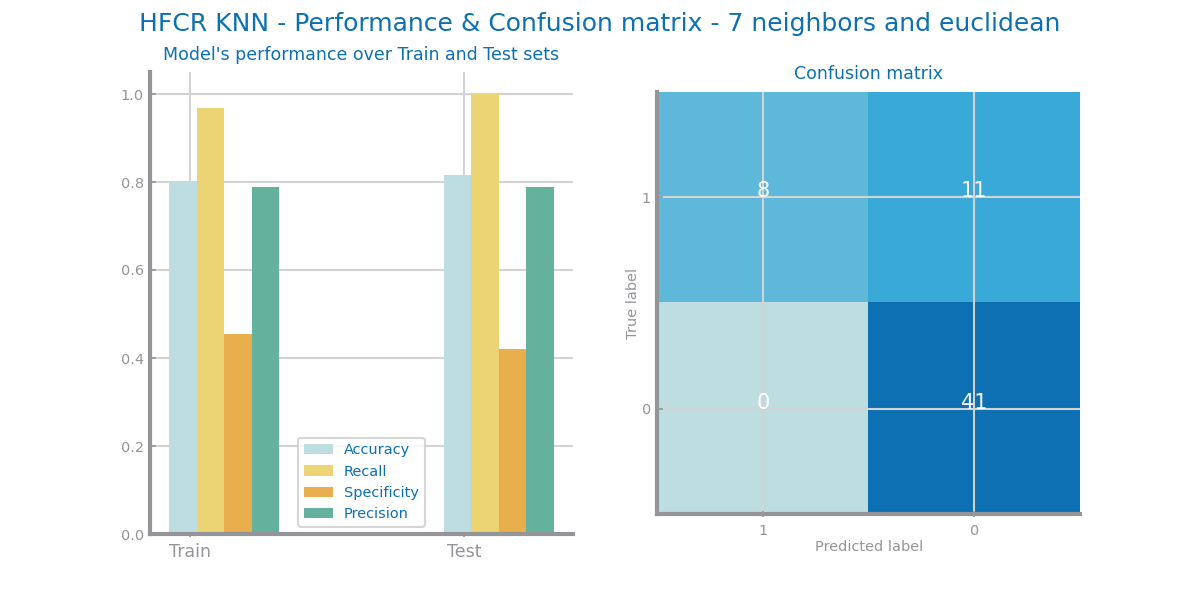 HFCR KNN - Performance & Confusion matrix - 7 neighbors and euclidean
Model's performance over Train and Test sets
1.0
0.8
0.6
0.4
0.2
0.0
Train
Test
Accuracy
Recall
Specificity
Precision
Confusion matrix
True label
1
0
8
11
0
41
1
0
Predicted label